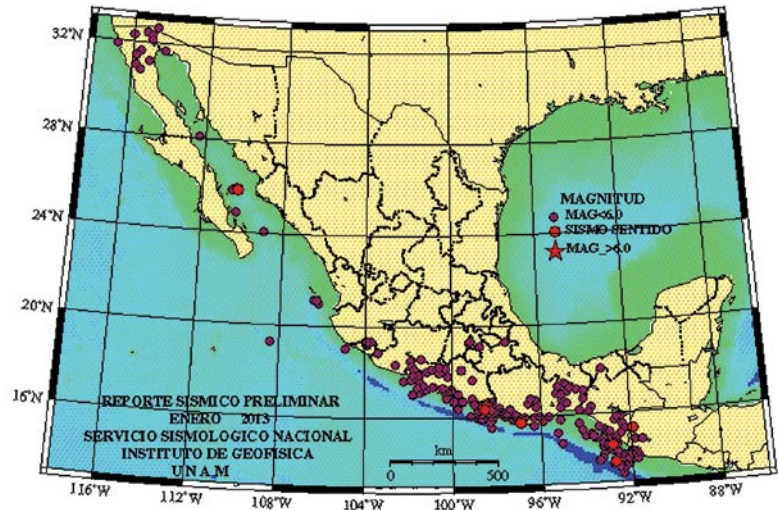 32°N
28°N
24°N
20°N
16°N
MAGNITUD
MAG<6.0
SISMO SENTIDO
MAG_>6.0
REPORTE SISMICO PRELIMINAR
ENERO 2013
SERVICIO SISMOLOGICO NACIONAL
INSTITUTO DE GEOFISICA
U N A M
km
0 500
116°W 112°W 108°W 104°W 100°W 96°W 92°W 88°W